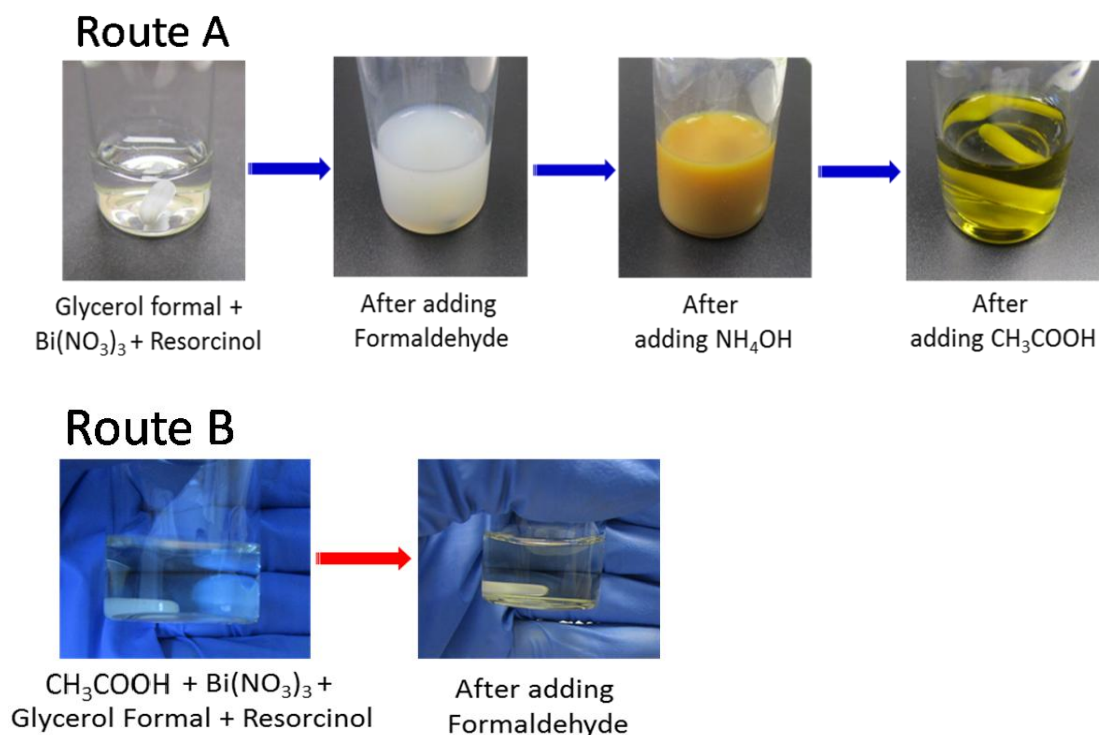 Route A
Glycerol formal +
Bi(NO₃)₃ + Resorcinol
After adding
Formaldehyde
After
adding NH₄OH
After
adding CH₃COOH
Route B
CH₃COOH + Bi(NO₃)₃ +
Glycerol Formal + Resorcinol
After adding
Formaldehyde